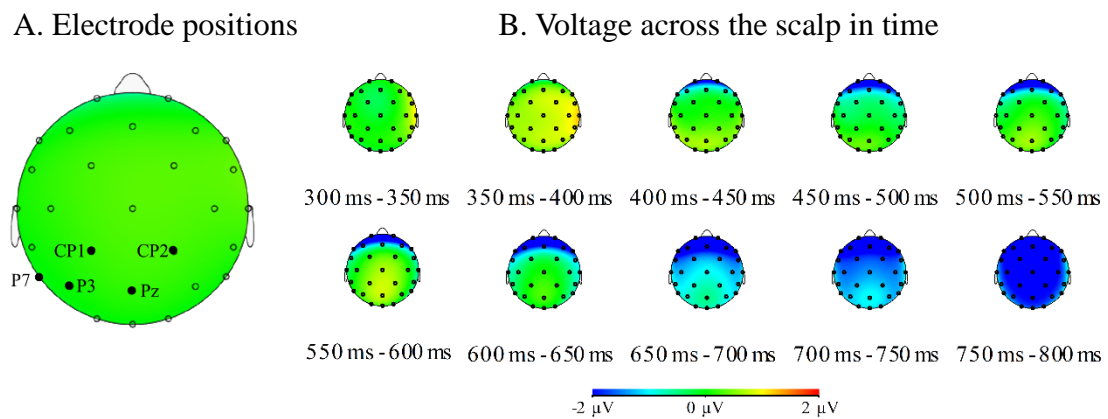 A. Electrode positions
B. Voltage across the scalp in time
CP1
CP2
P7
P3
Pz
300 ms - 350 ms
350 ms - 400 ms
400 ms - 450 ms
450 ms - 500 ms
500 ms - 550 ms
550 ms - 600 ms
600 ms - 650 ms
650 ms - 700 ms
700 ms - 750 ms
750 ms - 800 ms
-2 µV
0 µV
2 µV